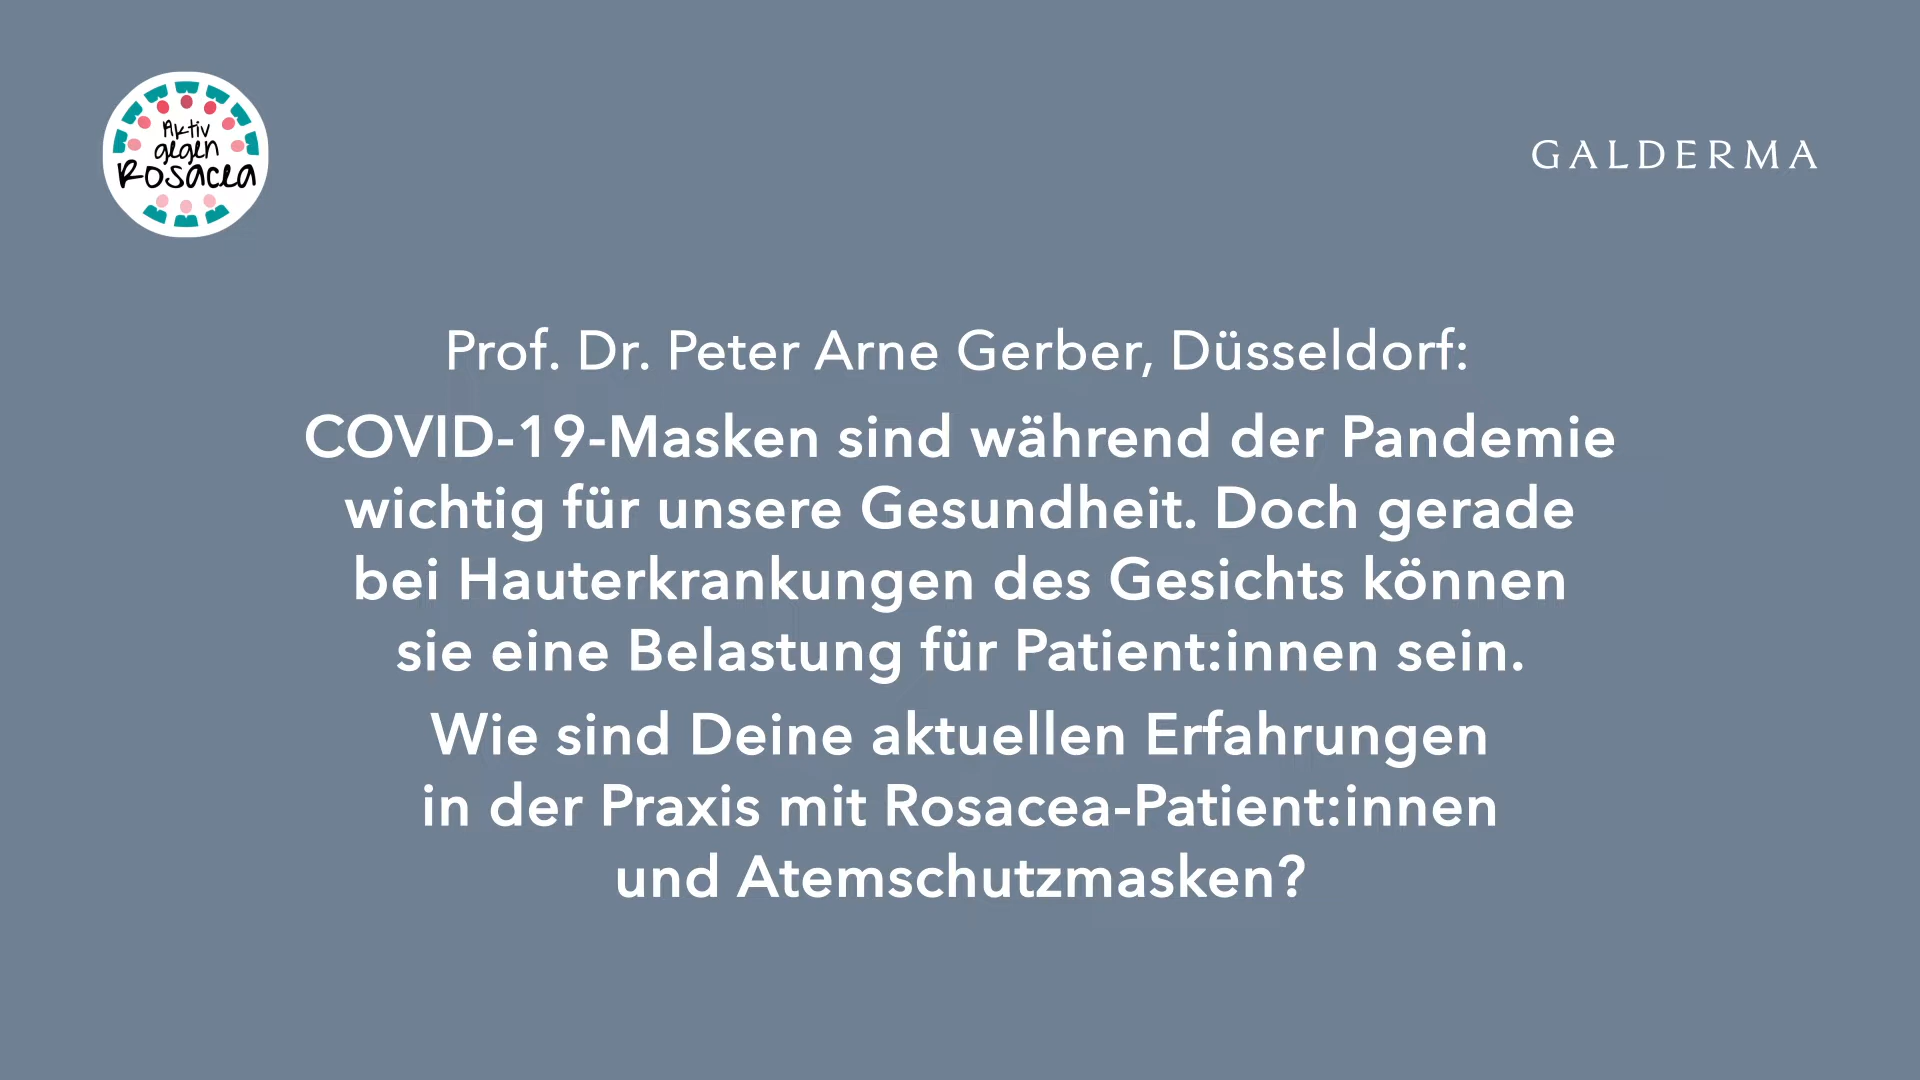 Aktiv
gegen
Rosacea
GALDERMA
Prof. Dr. Peter Arne Gerber, Düsseldorf:
COVID-19-Masken sind während der Pandemie
wichtig für unsere Gesundheit. Doch gerade
bei Hauterkrankungen des Gesichts können
sie eine Belastung für Patient:innen sein.
Wie sind Deine aktuellen Erfahrungen
in der Praxis mit Rosacea-Patient:innen
und Atemschutzmasken?